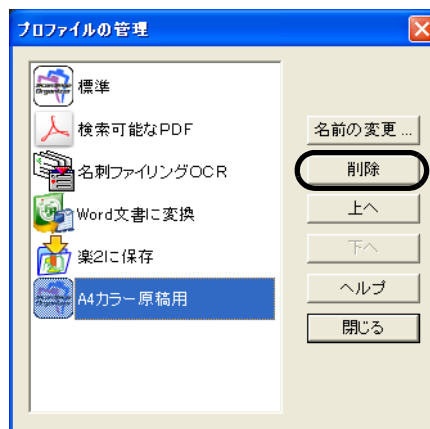 プロファイルの管理
標準
検索可能なPDF
名刺ファイリングOCR
Word文書に変換
楽2に保存
A4カラー原稿用
名前の変更 ...
削除
上へ
下へ
ヘルプ
閉じる